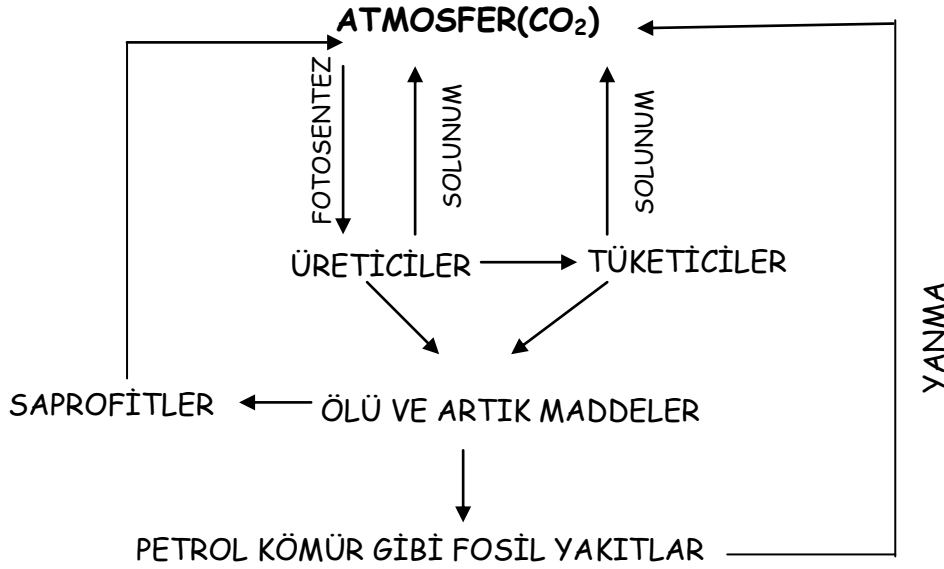 ATMOSFER(CO₂)
FOTOSENTEZ
SOLUNUM
SOLUNUM
ÜRETİCİLER
TÜKETİCİLER
YANMA
SAPROFİTLER
ÖLÜ VE ARTIK MADDELER
PETROL KÖMÜR GİBİ FOSİL YAKITLAR